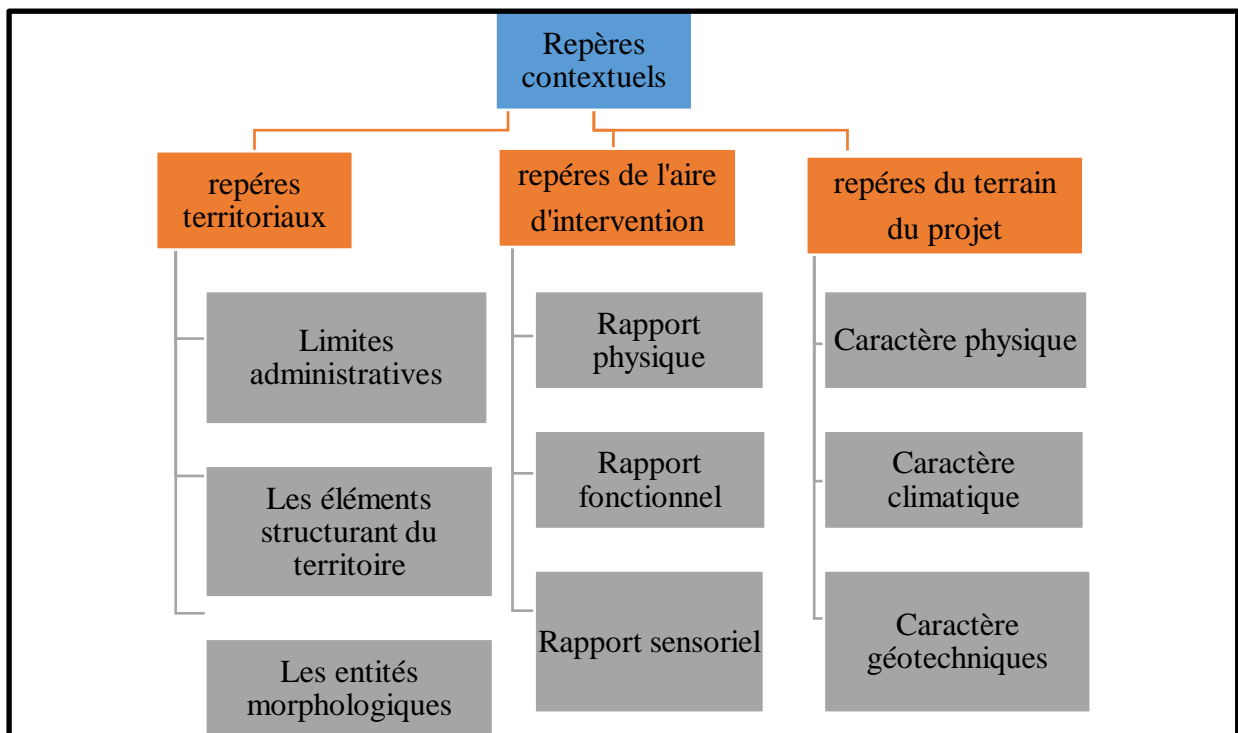 Repères
contextuels
repéres
territoriaux
Limites
administratives
Les éléments
structurant du
territoire
Les entités
morphologiques
repéres de l'aire
d'intervention
Rapport
physique
Rapport
fonctionnel
Rapport sensoriel
repéres du terrain
du projet
Caractère physique
Caractère
climatique
Caractère
géotechniques